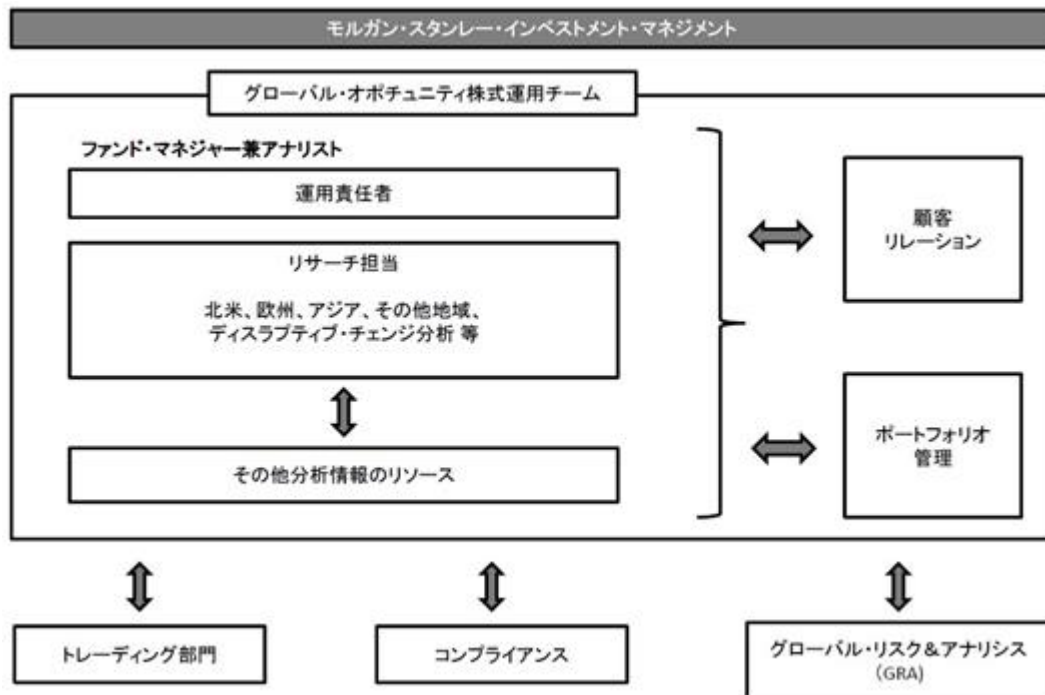 モルガン・スタンレー・インベストメント・マネジメント
グローバル・オポチュニティ株式運用チーム
ファンド・マネジャー兼アナリスト
運用責任者
リサーチ担当
北米、欧州、アジア、その他地域、
ディスラプティブ・チェンジ分析 等
その他分析情報のリソース
顧客
リレーション
ポートフォリオ
管理
トレーディング部門
コンプライアンス
グローバル・リスク&アナリシス
(GRA)